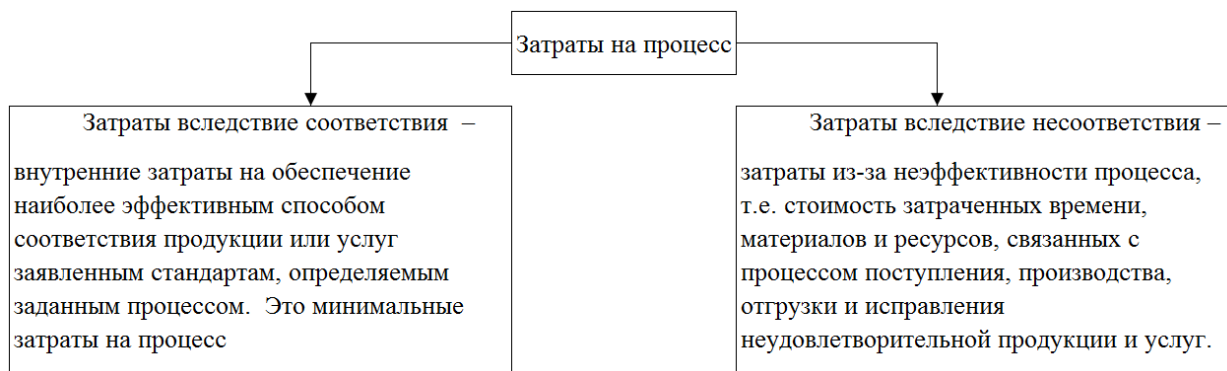 Затраты на процесс
Затраты вследствие соответствия –
внутренние затраты на обеспечение
наиболее эффективным способом
соответствия продукции или услуг
заявленным стандартам, определяемым
заданным процессом.  Это минимальные
затраты на процесс
Затраты вследствие несоответствия –
затраты из-за неэффективности процесса,
т.е. стоимость затраченных времени,
материалов и ресурсов, связанных с
процессом поступления, производства,
отгрузки и исправления
неудовлетворительной продукции и услуг.